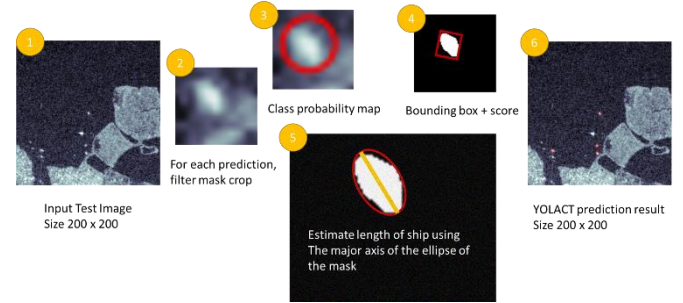 1
Input Test Image
Size 200 x 200
2
For each prediction,
filter mask crop
3
Class probability map
4
Bounding box + score
5
Estimate length of ship using
The major axis of the ellipse of
the mask
6
YOLACT prediction result
Size 200 x 200